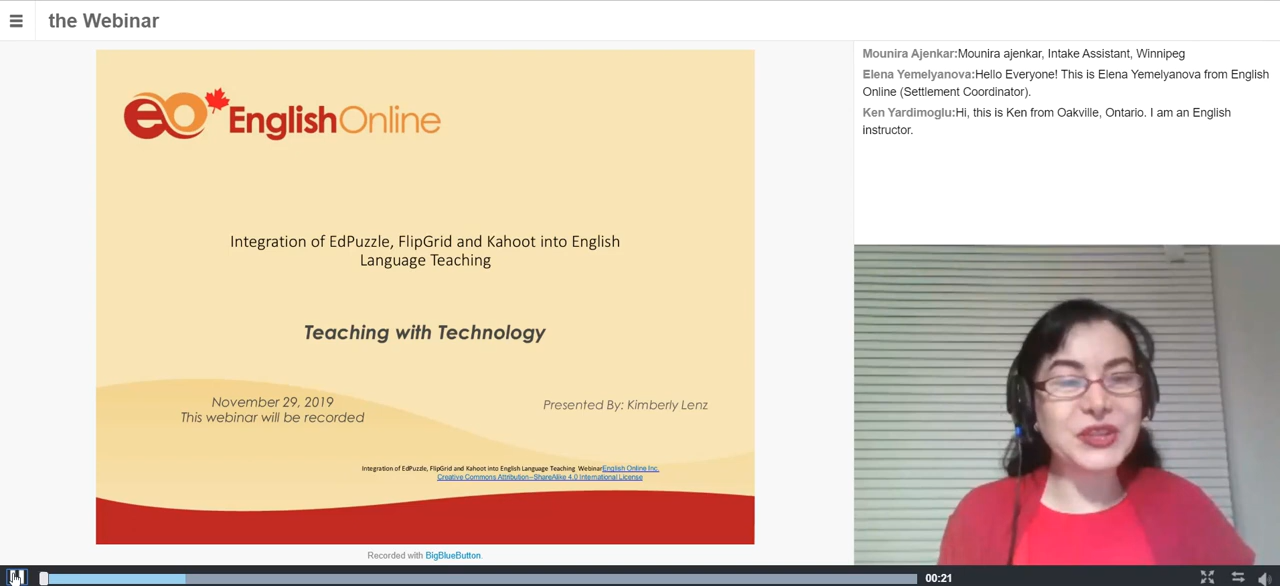 the Webinar
EnglishOnline
Integration of EdPuzzle, FlipGrid and Kahoot into English
Language Teaching
Teaching with Technology
November 29, 2019
This webinar will be recorded
Presented By: Kimberly Lenz
Integration of EdPuzzle, FlipGrid and Kahoot into English Language Teaching WebinarEnglish Online Inc.
Creative Commons Attribution--ShareAlike 4.0 International License
Recorded with BigBlueButton.
Mounira Ajenkar:Mounira ajenkar, Intake Assistant, Winnipeg
Elena Yemelyanova:Hello Everyone! This is Elena Yemelyanova from English
Online (Settlement Coordinator).
Ken Yardimoglu:Hi, this is Ken from Oakville, Ontario. I am an English
instructor.
00:21